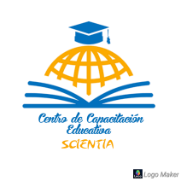 Centro de Capacitación
Educativa
SCIENTIA
Logo Maker